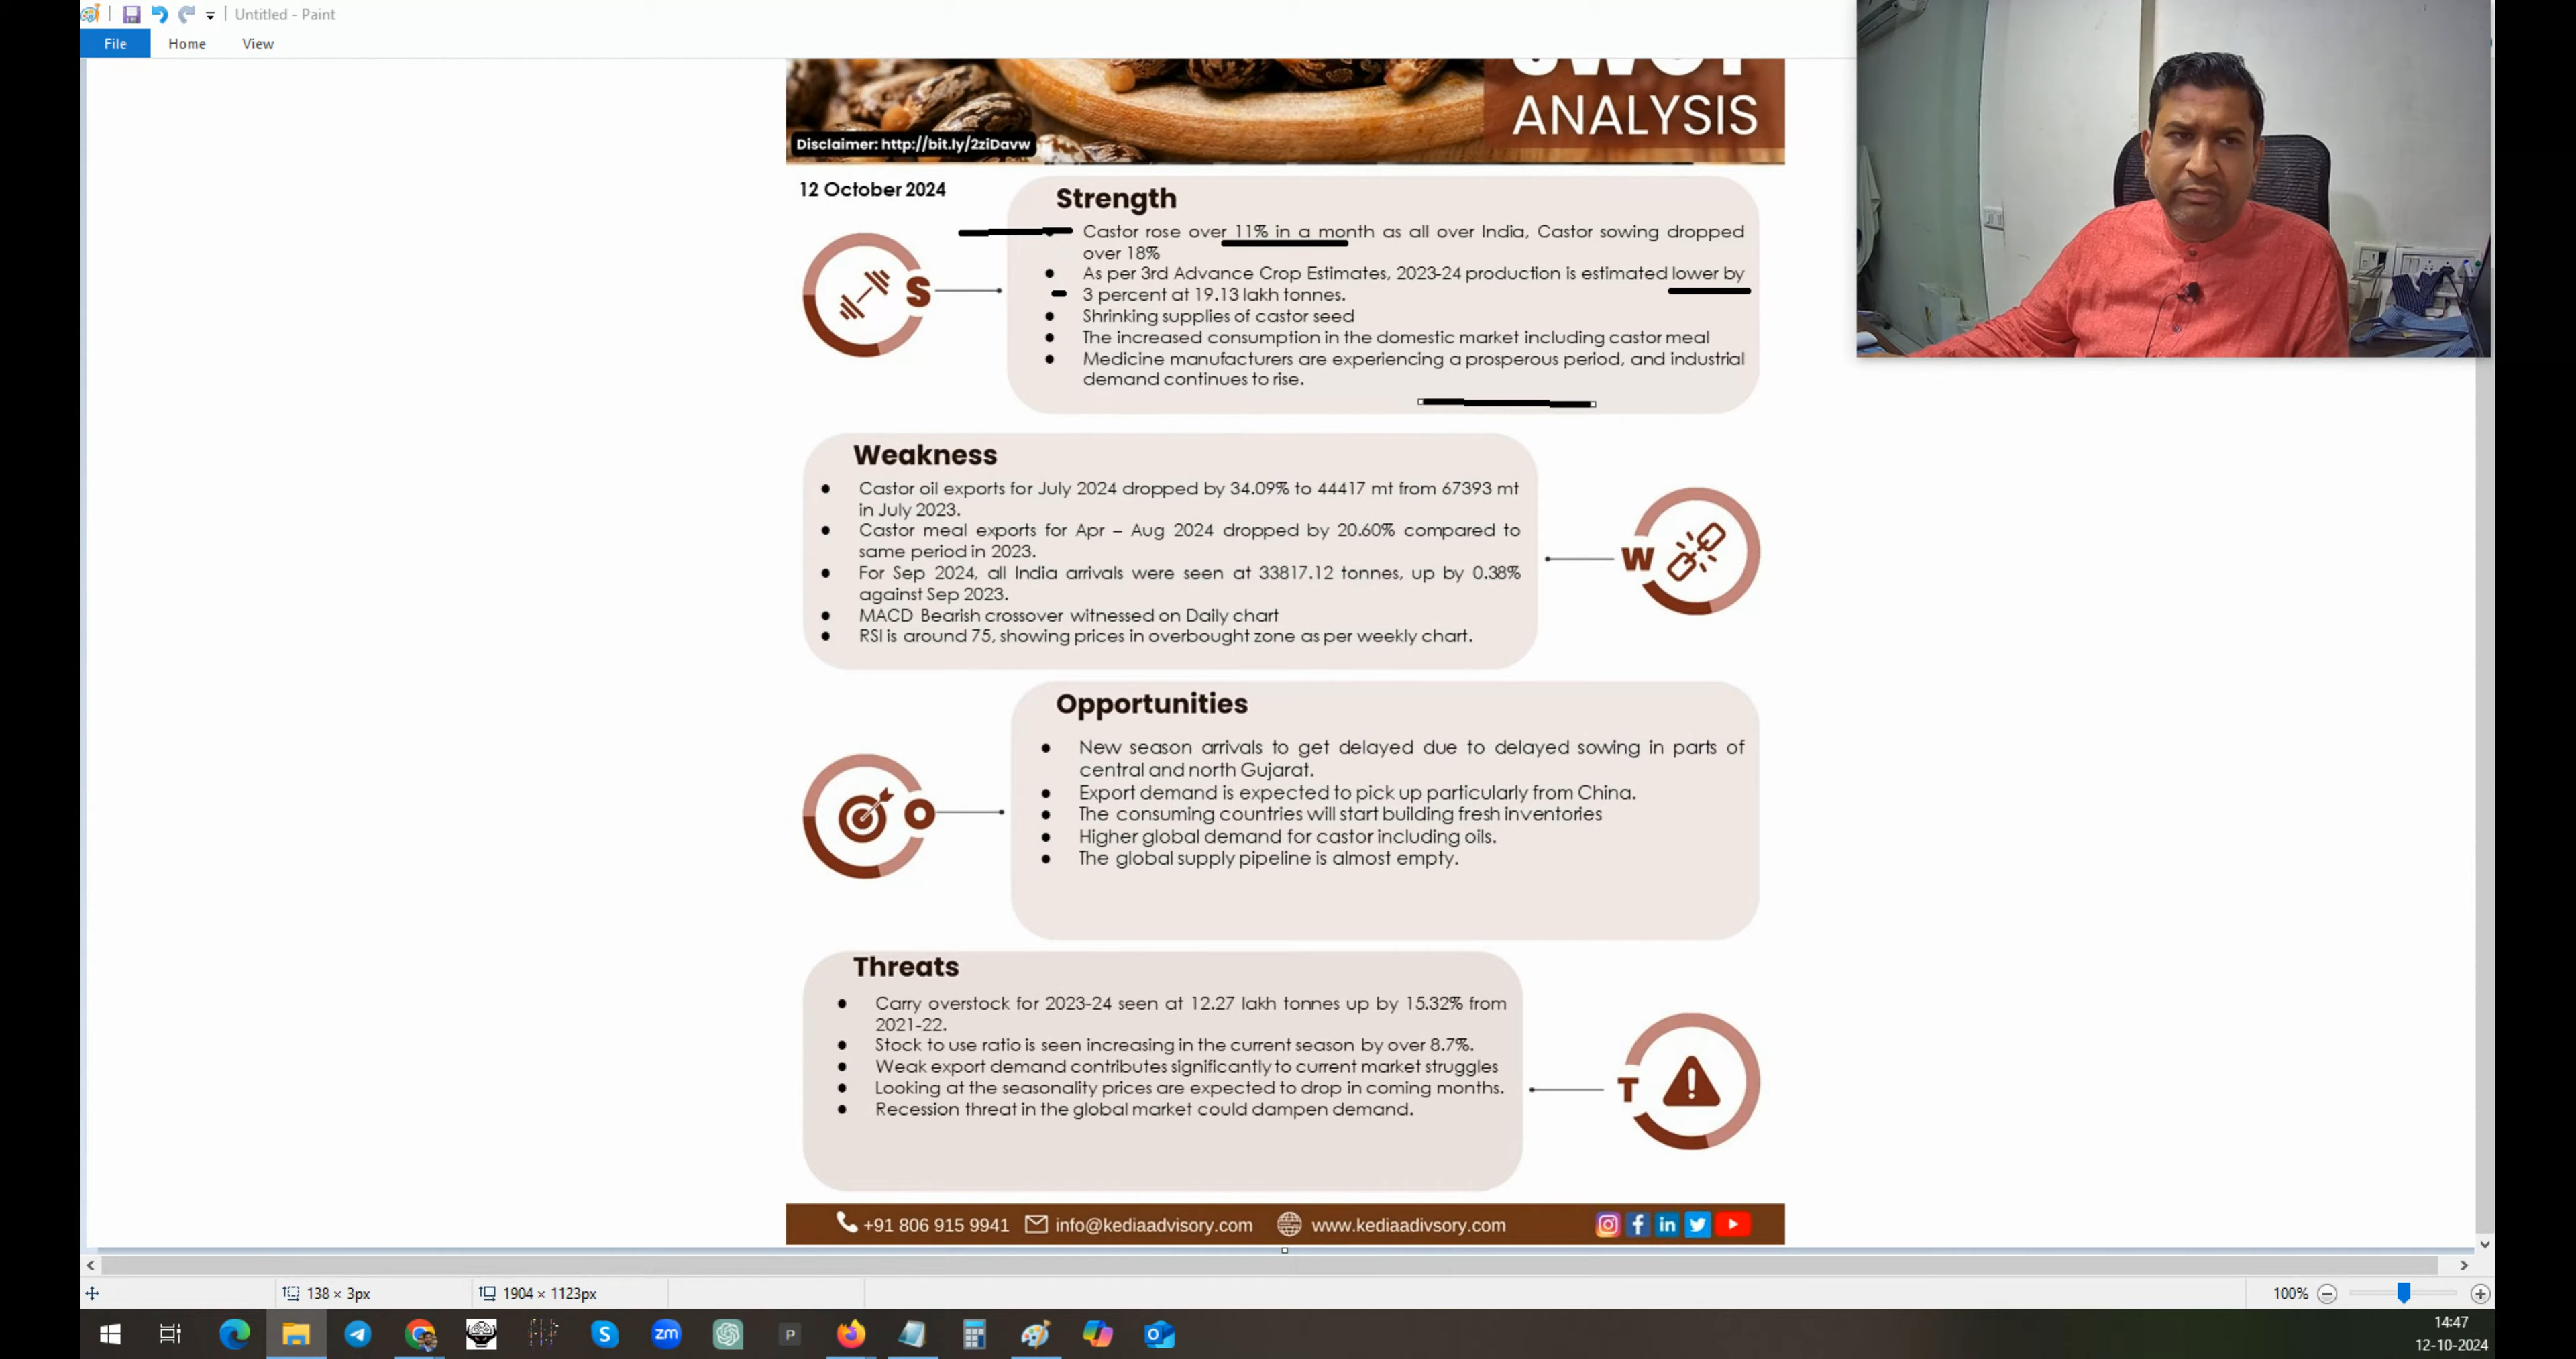 Untitled - Paint
File Home View
SWOT
ANALYSIS
Disclaimer: http://bit.ly/2ziDavw
12 October 2024
Strength
Castor rose over 11% in a month as all over India, Castor sowing dropped
over 18%
As per 3rd Advance Crop Estimates, 2023-24 production is estimated lower by
3 percent at 19.13 lakh tonnes.
Shrinking supplies of castor seed
The increased consumption in the domestic market including castor meal
Medicine manufacturers are experiencing a prosperous period, and industrial
demand continues to rise.
S
Weakness
Castor oil exports for July 2024 dropped by 34.09% to 44417 mt from 67393 mt
in July 2023.
Castor meal exports for Apr – Aug 2024 dropped by 20.60% compared to
same period in 2023.
For Sep 2024, all India arrivals were seen at 33817.12 tonnes, up by 0.38%
against Sep 2023.
MACD Bearish crossover witnessed on Daily chart
RSI is around 75, showing prices in overbought zone as per weekly chart.
W
Opportunities
New season arrivals to get delayed due to delayed sowing in parts of
central and north Gujarat.
Export demand is expected to pick up particularly from China.
The consuming countries will start building fresh inventories
Higher global demand for castor including oils.
The global supply pipeline is almost empty.
O
Threats
Carry overstock for 2023-24 seen at 12.27 lakh tonnes up by 15.32% from
2021-22.
Stock to use ratio is seen increasing in the current season by over 8.7%.
Weak export demand contributes significantly to current market struggles
Looking at the seasonality prices are expected to drop in coming months.
Recession threat in the global market could dampen demand.
T
+91 806 915 9941 info@kediaadvisory.com www.kediaadivsory.com
138 × 3px 1904 × 1123px 100%
14:47
12-10-2024